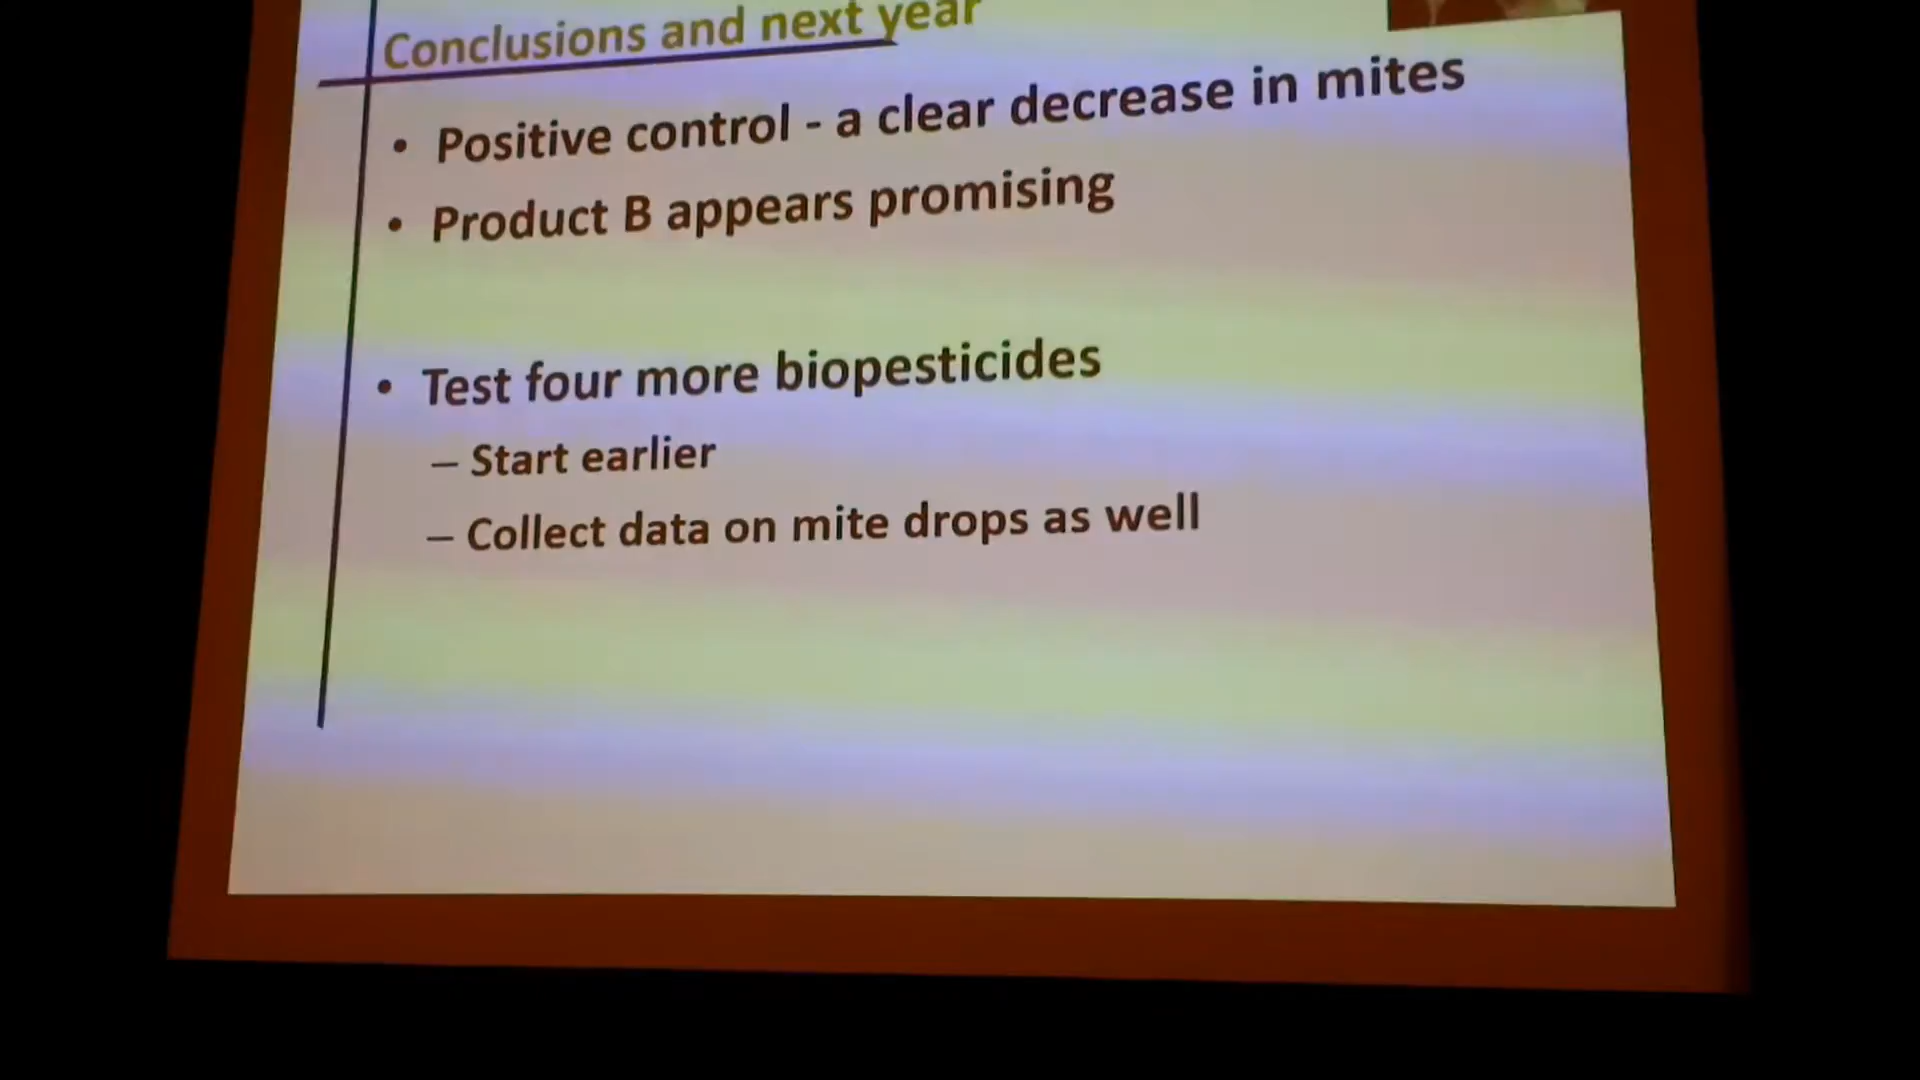 Conclusions and next year
• Positive control - a clear decrease in mites
• Product B appears promising
• Test four more biopesticides
– Start earlier
– Collect data on mite drops as well